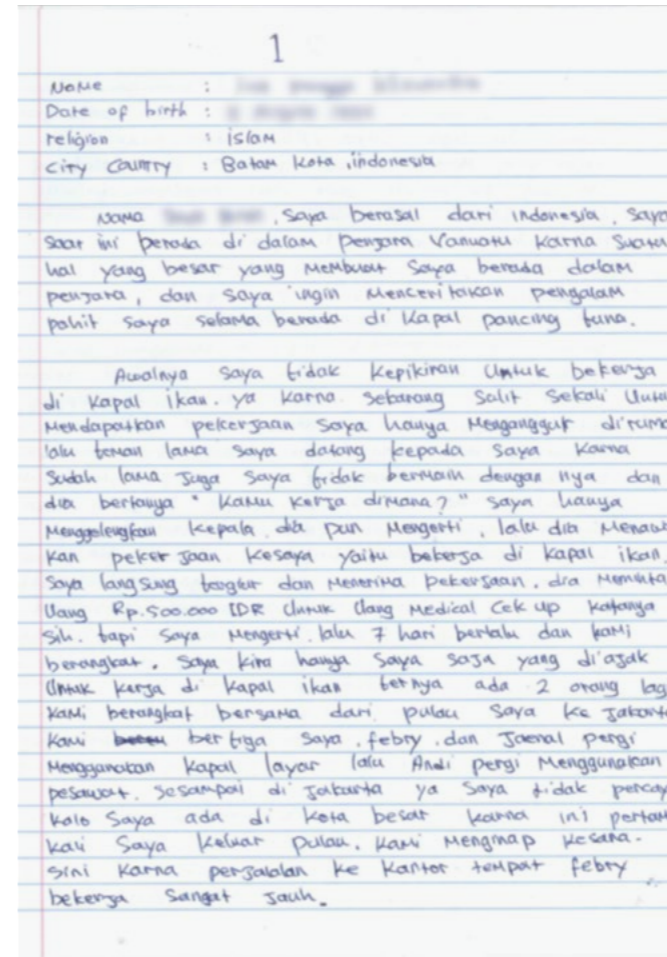 1
Name :
Date of birth :
religion : islam
City Country : Batam Kota, indonesia
Nama , saya berasal dari indonesia. saya
saat ini berada di dalam penjara Vanuatu karna suatu
hal yang besar yang membuat saya berada dalam
penjara, dan saya ingin menceritakan pengalam
pahit saya selama berada di kapal pancing tuna.
Awalnya saya tidak kepikiran untuk bekerja
di kapal ikan. ya karna sekarang salit sekali Untu
mendapatkan pekerjaan saya hanya menganggur diruma
lalu teman lama saya datang kepada saya karna
sudah lama juga saya tidak bermain dengan nya dan
dia bertanya "kamu kerja dimana?" saya hanya
menggelengkan kepala. dia pun mengerti, lalu dia menawa
kan peker jaan kesaya yaitu bekerja di kapal ikan.
saya langsung dan menerima pekerjaan. dia meminta
Uang Rp.500.000 IDR Untuk Uang medical cek up katanya
sih. tapi saya mengerti. lalu 7 hari berlalu dan kami
berangkat. saya kira hanya saya saja yang di'ajak
Untuk kerja di kapal ikan ternya ada 2 orang lag
kami berangkat bersama dari pulau saya ke jakarta
kami ber tiga saya, febry, dan Jaenal pergi
menggunakan kapal layar lalu Andi pergi menggunakan
pesawat. sesampai di jakarta ya saya tidak percay
kalo saya ada di kota besar karna ini pertam
kali saya keluar pulau. kami menginap kesana-
sini karna perjalalan ke kantor tempat febry
bekerja sangat jauh.